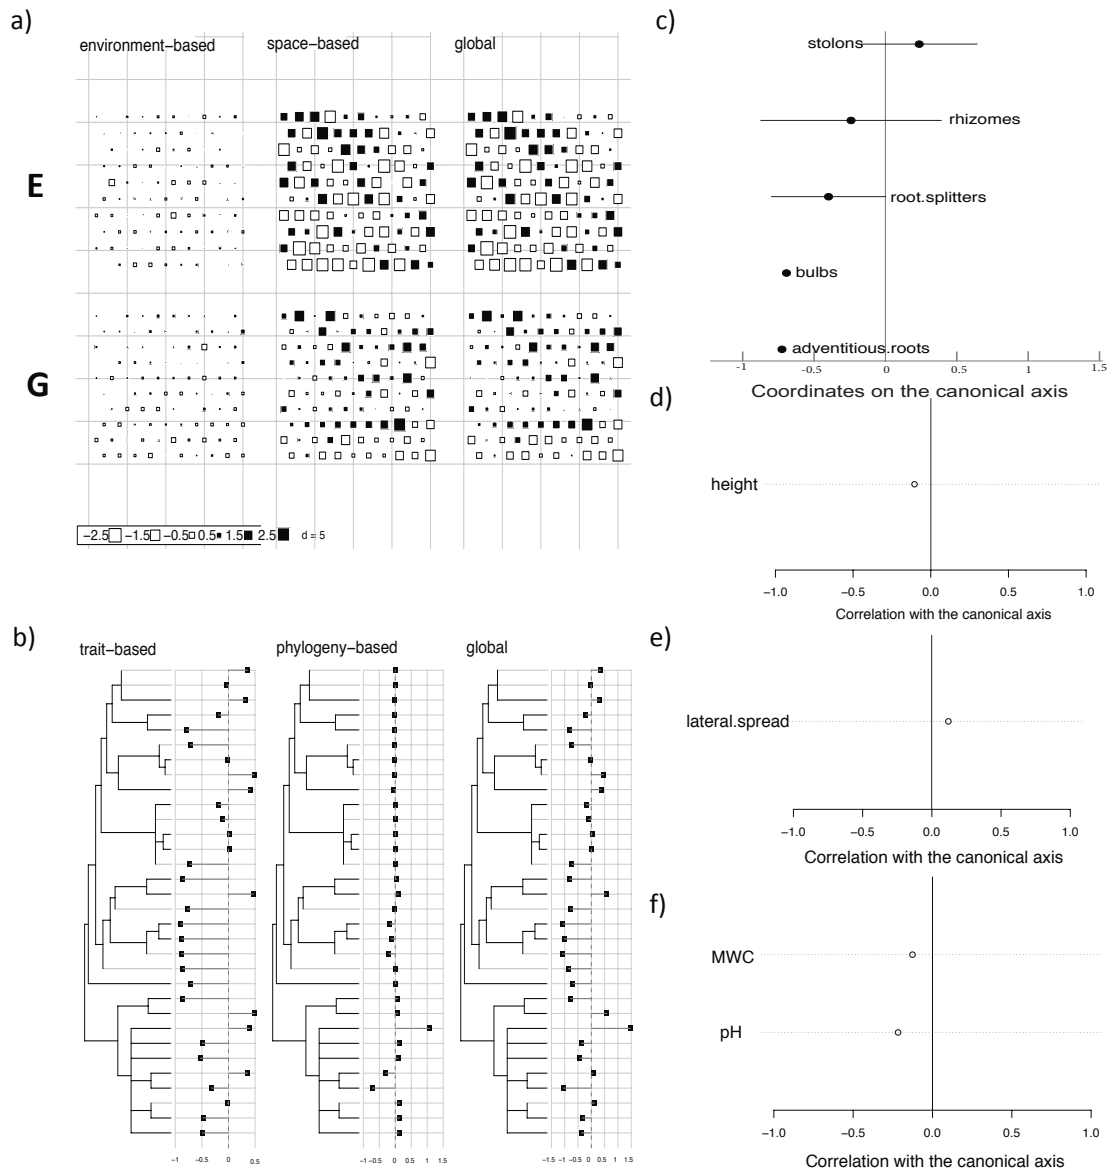 a)
environment−based space−based global
E
G
−2.5 −1.5 −0.5 0.5 1.5 2.5 d = 5
b)
trait−based phylogeny−based global
−1 −0.5 0 0.5 −1 −0.5 0 0.5 1 1.5 −1.5 −1 −0.5 0 0.5 1 1.5
c)
stolons
rhizomes
root.splitters
bulbs
adventitious.roots
−1 −0.5 0 0.5 1 1.5
Coordinates on the canonical axis
d)
height
−1.0 −0.5 0.0 0.5 1.0
Correlation with the canonical axis
e)
lateral.spread
−1.0 −0.5 0.0 0.5 1.0
Correlation with the canonical axis
f)
MWC
pH
−1.0 −0.5 0.0 0.5 1.0
Correlation with the canonical axis